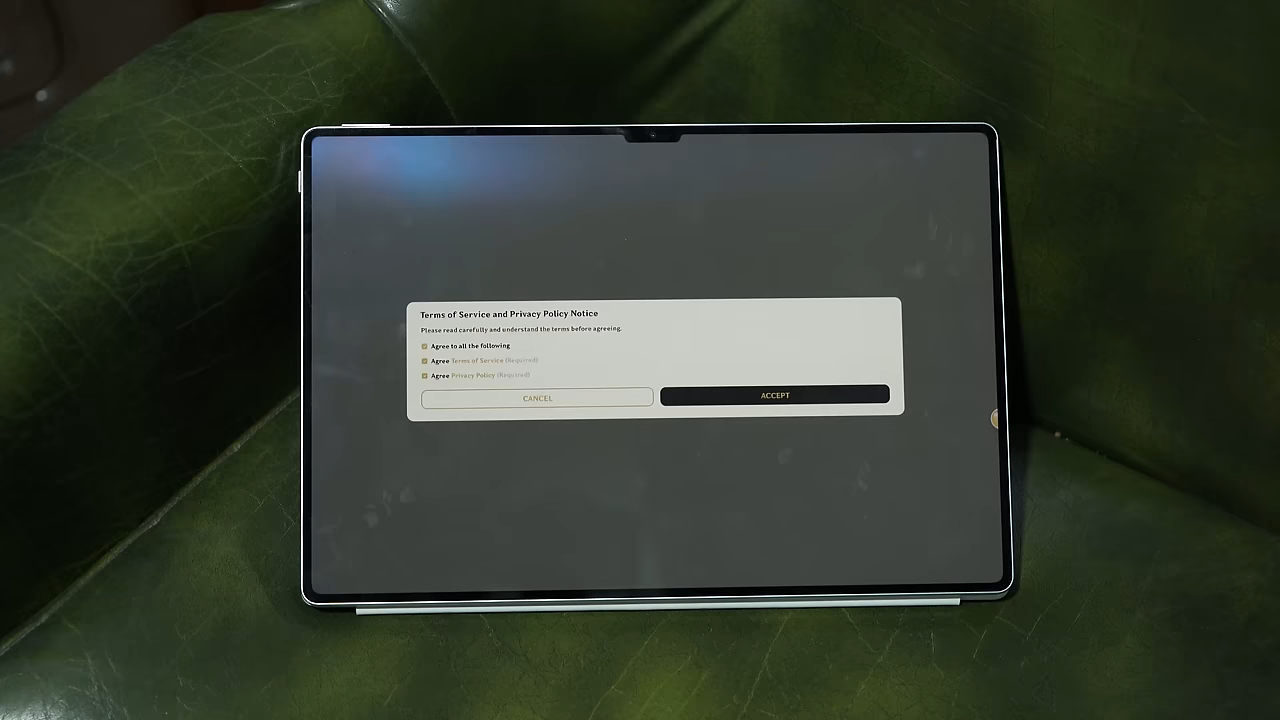 Terms of Service and Privacy Policy Notice
Please read carefully and understand the terms before agreeing.
Agree to all the following
Agree Terms of Service (Required)
Agree Privacy Policy (Required)
CANCEL
ACCEPT